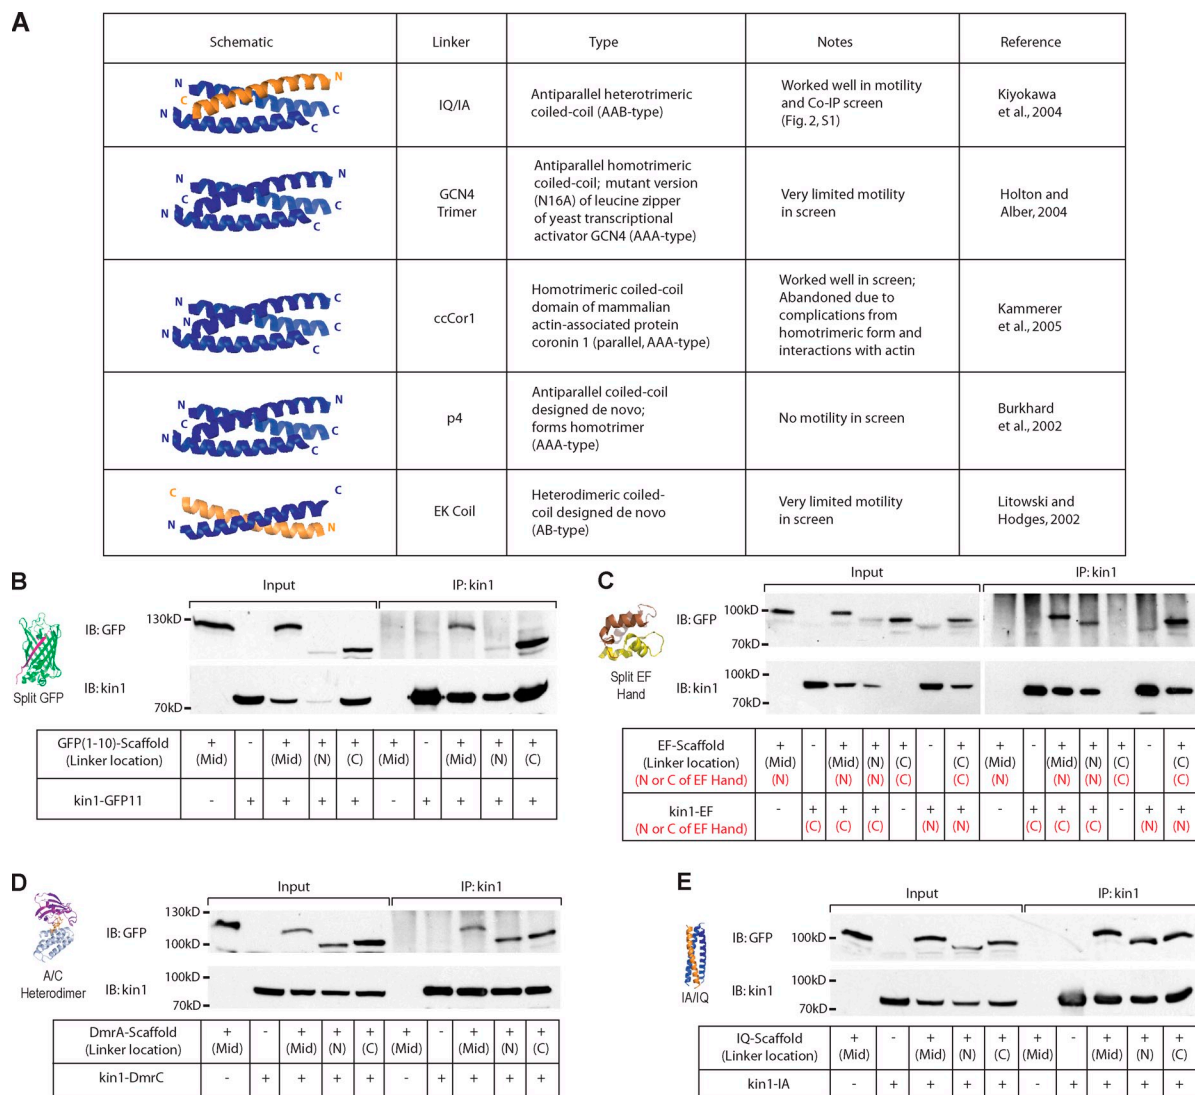 A
Schematic Linker Type Notes Reference
N N C N C C
IQ/IA
Antiparallel heterotrimeric
coiled-coil (AAB-type)
Worked well in motility
and Co-IP screen
(Fig. 2, S1)
Kiyokawa
et al., 2004
N N C C N C
GCN4
Trimer
Antiparallel homotrimeric
coiled-coil; mutant version
(N16A) of leucine zipper
of yeast transcriptional
activator GCN4 (AAA-type)
Very limited motility
in screen
Holton and
Alber, 2004
N C N C N C
ccCor1
Homotrimeric coiled-coil
domain of mammalian
actin-associated protein
coronin 1 (parallel, AAA-type)
Worked well in screen;
Abandoned due to
complications from
homotrimeric form and
interactions with actin
Kammerer
et al., 2005
N N C C N C
p4
Antiparallel coiled-coil
designed de novo;
forms homotrimer
(AAA-type)
No motility in screen
Burkhard
et al., 2002
C C N N
EK Coil
Heterodimeric coiled-
coil designed de novo
(AB-type)
Very limited motility
in screen
Litowski and
Hodges, 2002
B
Input IP: kin1
IB: GFP 130kD
Split GFP
IB: kin1
70kD
GFP(1-10)-Scaffold + - + + + + - + + +
(Linker location) (Mid) (Mid) (N) (C) (Mid) (Mid) (N) (C)
kin1-GFP11 - + + + + - + + + +
C
Input IP: kin1
100kD
IB: GFP
70kD
Split EF
Hand
100kD
IB: kin1
70kD
EF-Scaffold + - + + + - + + - + + + - +
(Linker location) (Mid) (Mid) (N) (C) (C) (Mid) (Mid) (N) (C) (C)
(N or C of EF Hand) (N) (N) (N) (C) (C) (N) (N) (N) (C) (C)
kin1-EF - + + + - + + - + + + - + +
(N or C of EF Hand) (C) (C) (C) (N) (N) (C) (C) (C) (N) (N)
D
Input IP: kin1
130kD
IB: GFP
100kD
A/C
Heterodimer
100kD
IB: kin1
70kD
DmrA-Scaffold + - + + + + - + + +
(Linker location) (Mid) (Mid) (N) (C) (Mid) (Mid) (N) (C)
kin1-DmrC - + + + + - + + + +
E
Input IP: kin1
IB: GFP 100kD
IA/IQ
100kD
IB: kin1
70kD
IQ-Scaffold + - + + + + - + + +
(Linker location) (Mid) (Mid) (N) (C) (Mid) (Mid) (N) (C)
kin1-IA - + + + + - + + + +